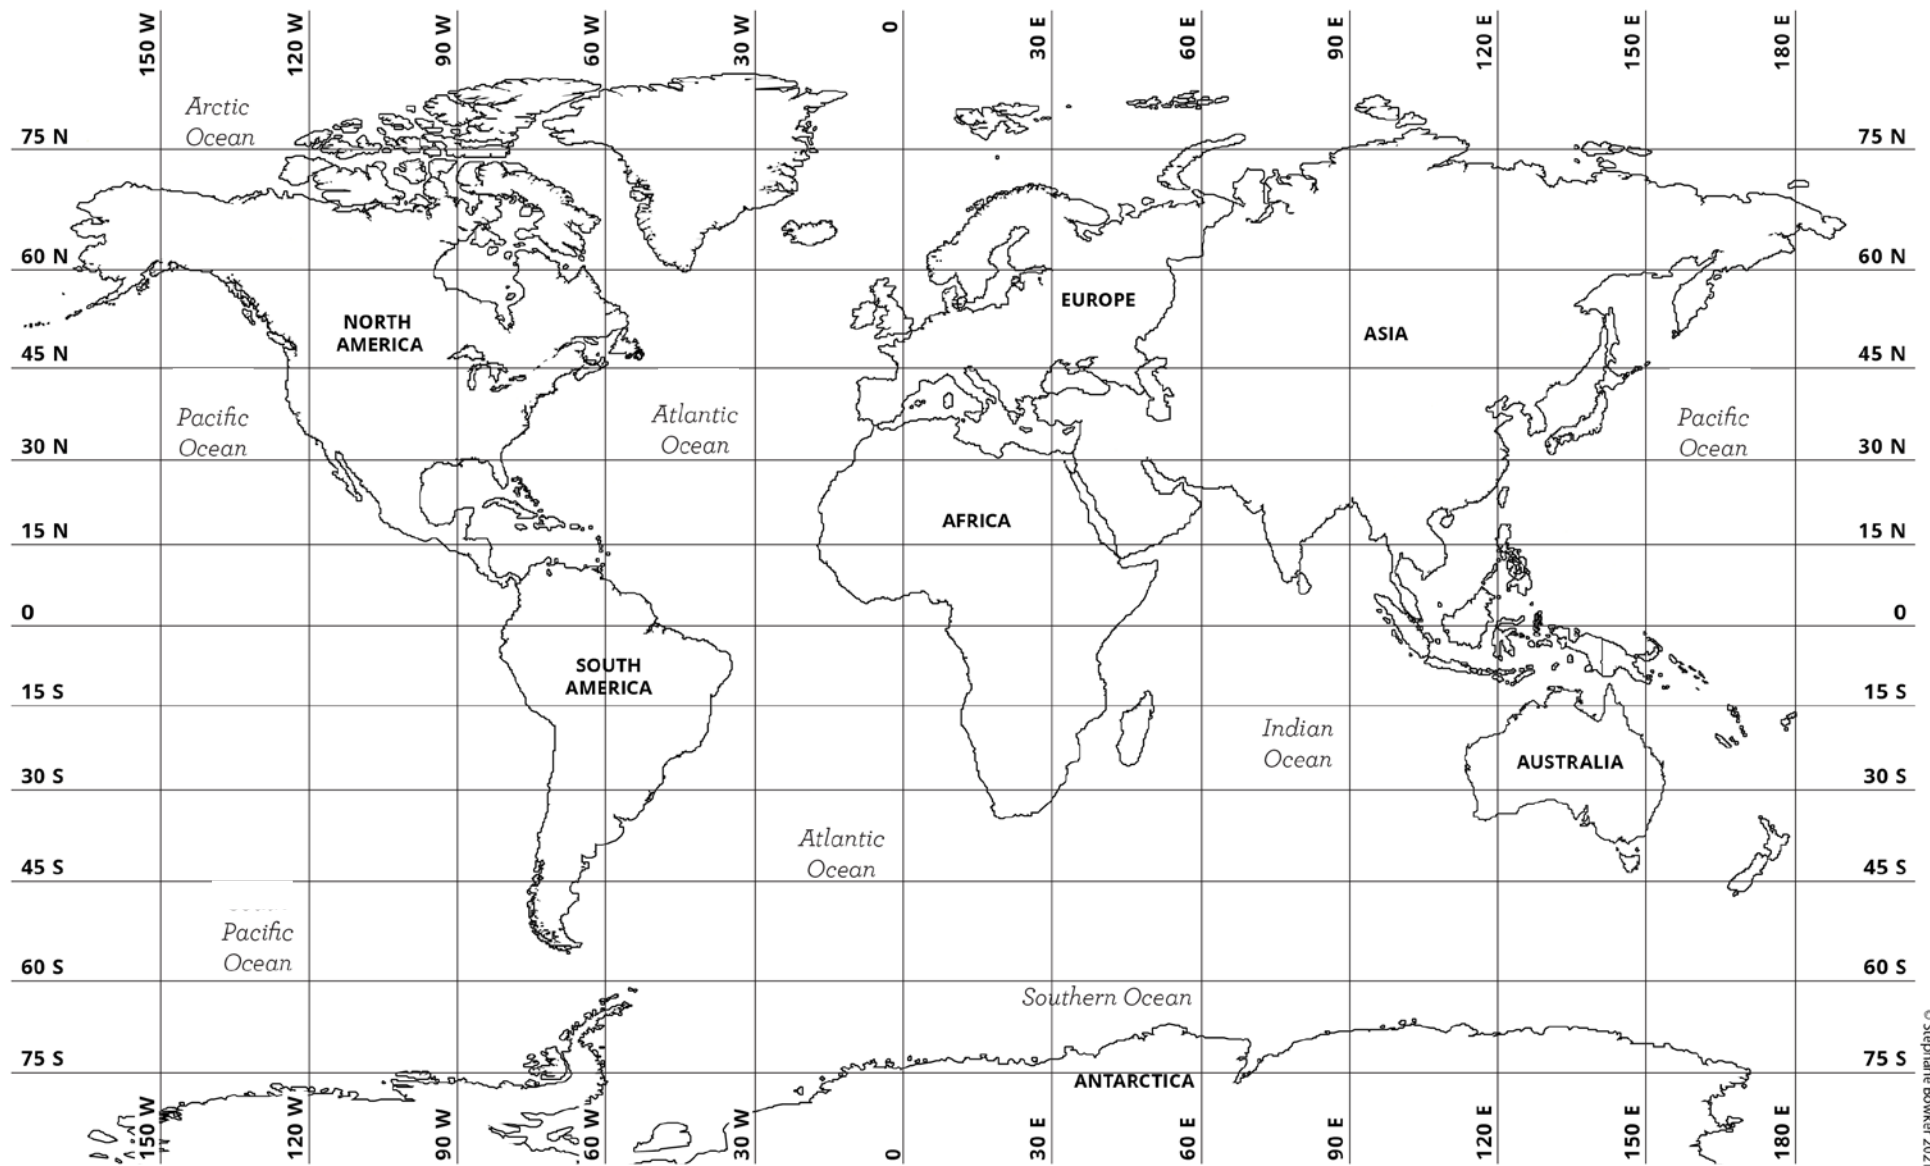 150 W
120 W
90 W
60 W
30 W
0
30 E
60 E
90 E
120 E
150 E
180 E
Arctic
Ocean
75 N
75 N
60 N
60 N
EUROPE
NORTH
AMERICA
ASIA
45 N
45 N
Pacific
Ocean
Atlantic
Ocean
Pacific
Ocean
30 N
30 N
AFRICA
15 N
15 N
0
0
SOUTH
AMERICA
15 S
15 S
Indian
Ocean
AUSTRALIA
30 S
30 S
Atlantic
Ocean
45 S
45 S
Pacific
Ocean
60 S
60 S
Southern Ocean
75 S
75 S
ANTARCTICA
150 W
120 W
90 W
60 W
30 W
0
30 E
60 E
90 E
120 E
150 E
180 E